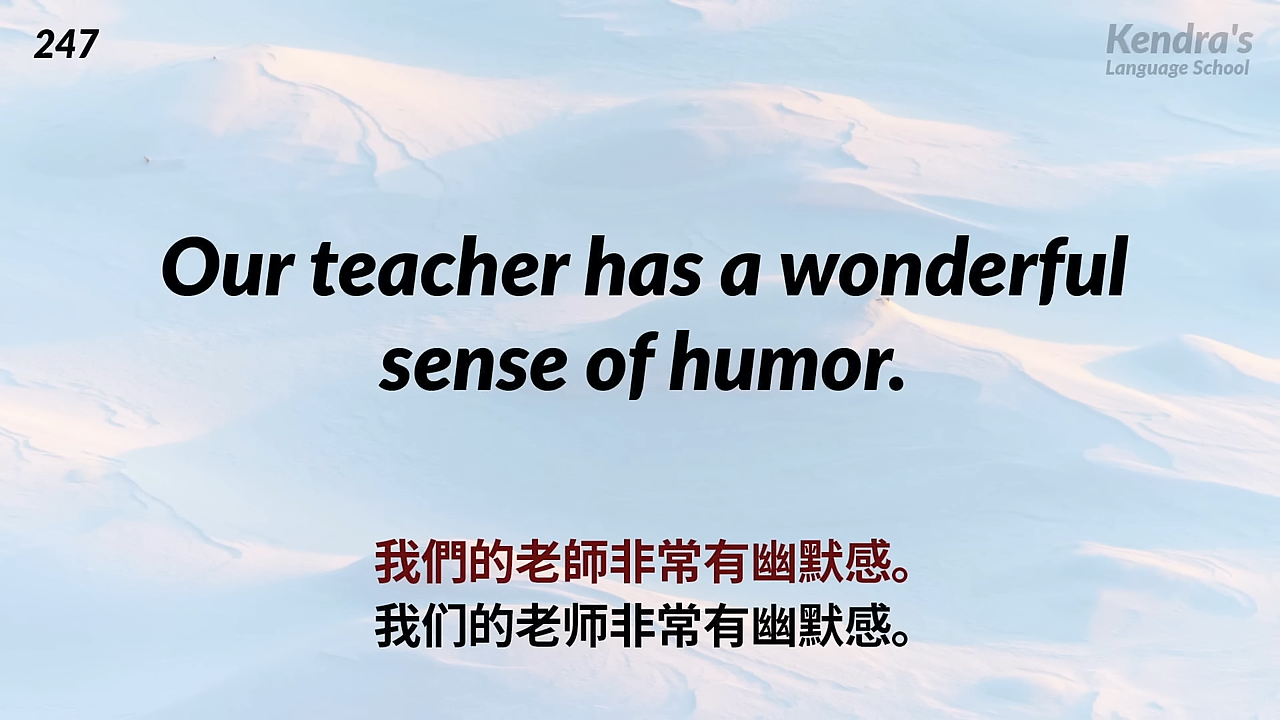 247
Kendra's
Language School
Our teacher has a wonderful
sense of humor.
我們的老師非常有幽默感。
我们的老师非常有幽默感。